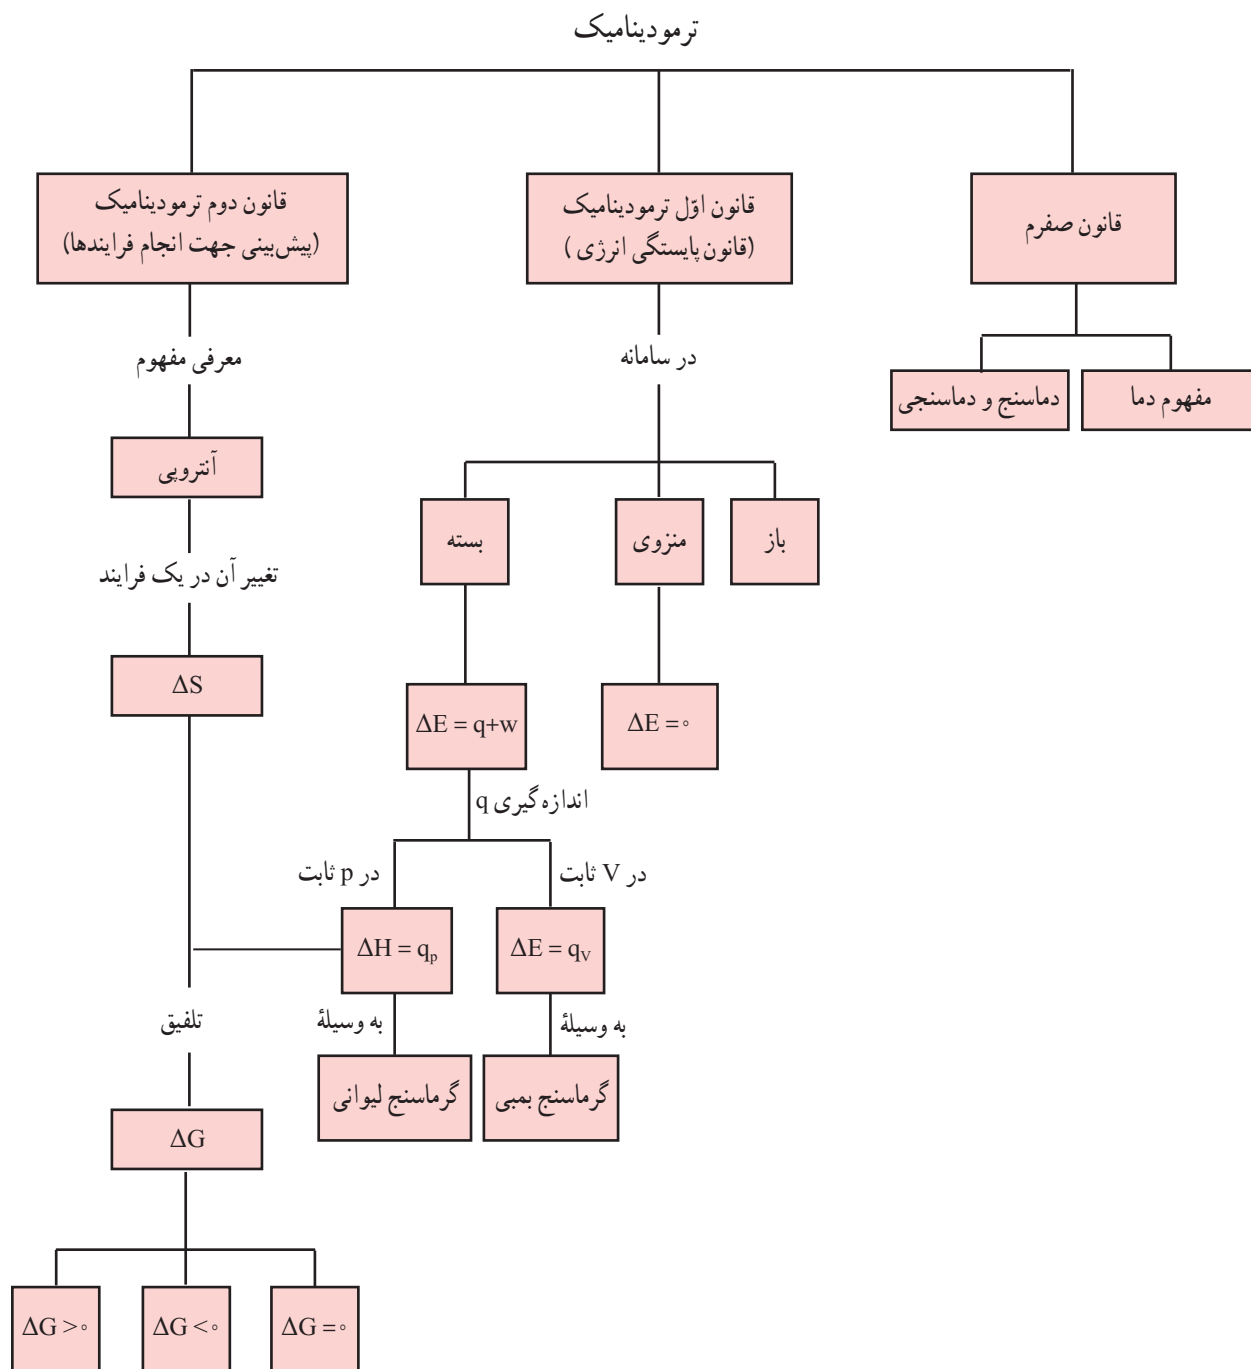 ترمودینامیک
قانون صفرم
قانون اوّل ترمودینامیک
(قانون پایستگی انرژی )
قانون دوم ترمودینامیک
(پیش‌بینی جهت انجام فرایندها)
در سامانه
معرفی مفهوم
مفهوم دما
دماسنج و دماسنجی
آنتروپی
باز
منزوی
بسته
تغییر آن در یک فرایند
ΔS
ΔE =۰
ΔE = q+w
اندازه‌گیری q
در V ثابت
در p ثابت
ΔE = qᵥ
ΔH = qₚ
به وسیلۀ
به وسیلۀ
تلفیق
گرماسنج بمبی
گرماسنج لیوانی
ΔG
ΔG =۰
ΔG <۰
ΔG >۰